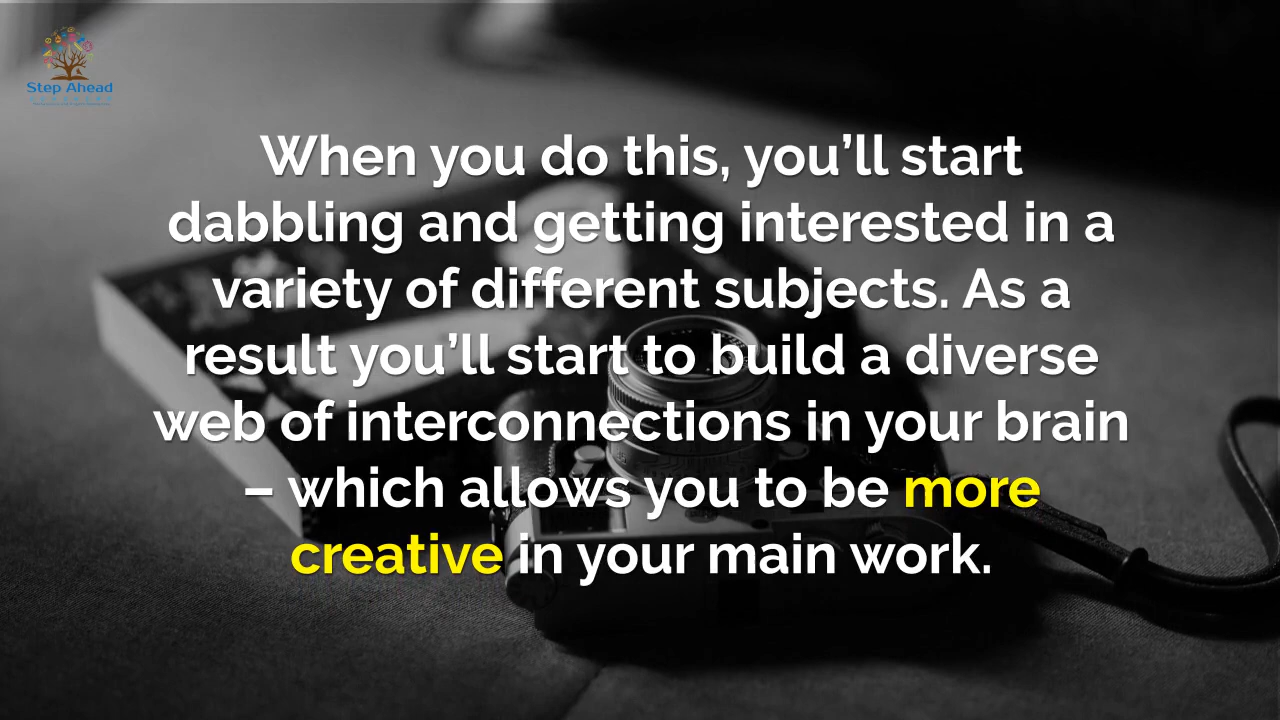 Step Ahead
When you do this, you’ll start
dabbling and getting interested in a
variety of different subjects. As a
result you’ll start to build a diverse
web of interconnections in your brain
– which allows you to be more
creative in your main work.